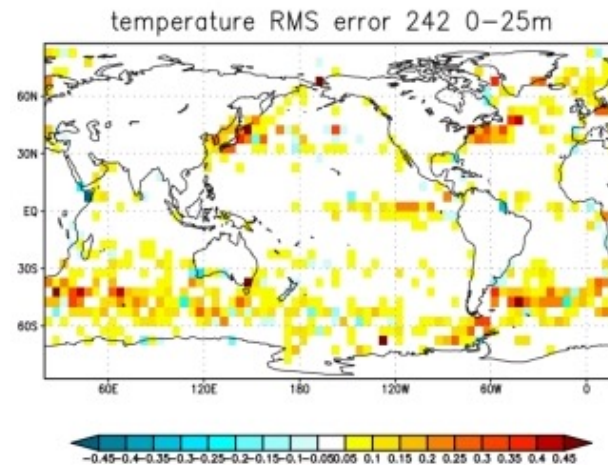 temperature RMS error 242 0-25m
60N
30N
EQ
30S
60S
60E 120E 180 120W 60W 0
-0.45-0.4-0.35-0.3-0.25-0.2-0.15-0.1-0.050.05 0.1 0.15 0.2 0.25 0.3 0.35 0.4 0.45